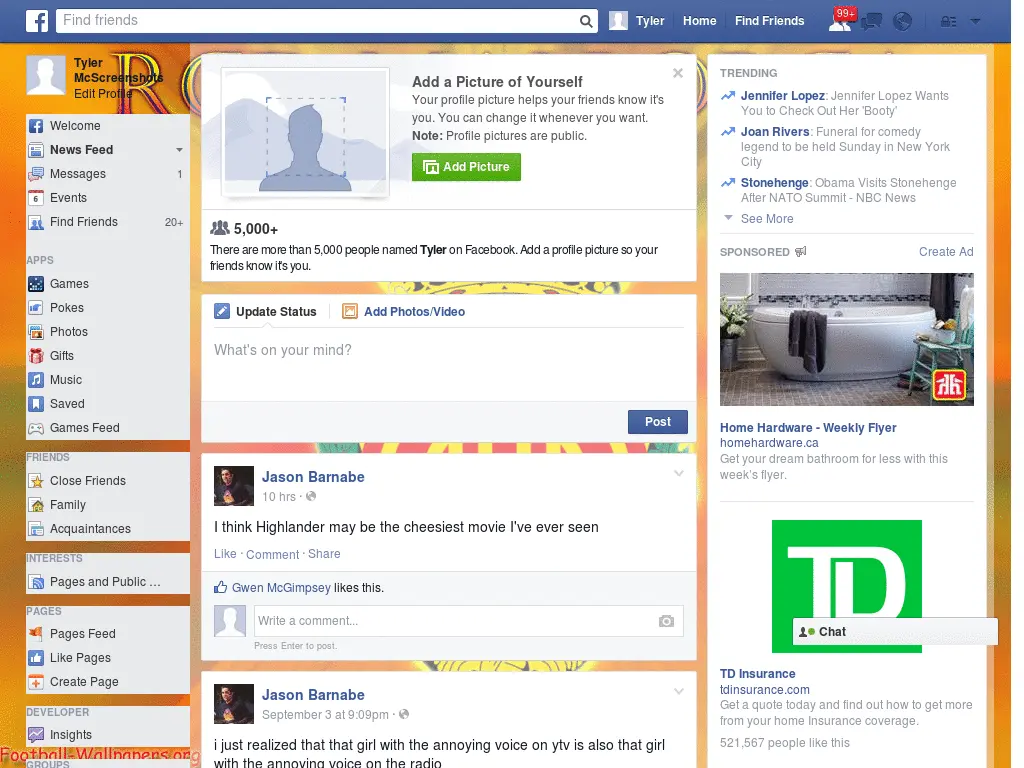 Find friends
Tyler
Home
Find Friends
99+
Tyler McScreenshots
Edit Profile
Welcome
News Feed
Messages 1
6 Events
Find Friends 20+
APPS
Games
Pokes
Photos
Gifts
Music
Saved
Games Feed
FRIENDS
Close Friends
Family
Acquaintances
INTERESTS
Pages and Public ...
PAGES
Pages Feed
Like Pages
Create Page
DEVELOPER
Insights
Football-Wallpapers.org
GROUPS
Add a Picture of Yourself
Your profile picture helps your friends know it's
you. You can change it whenever you want.
Note: Profile pictures are public.
Add Picture
5,000+
There are more than 5,000 people named Tyler on Facebook. Add a profile picture so your
friends know it's you.
Update Status
Add Photos/Video
What's on your mind?
Post
Jason Barnabe
10 hrs ·
I think Highlander may be the cheesiest movie I've ever seen
Like · Comment · Share
Gwen McGimpsey likes this.
Write a comment...
Press Enter to post.
Jason Barnabe
September 3 at 9:09pm ·
i just realized that that girl with the annoying voice on ytv is also that girl
with the annoying voice on the radio
TRENDING
Jennifer Lopez: Jennifer Lopez Wants
You to Check Out Her 'Booty'
Joan Rivers: Funeral for comedy
legend to be held Sunday in New York
City
Stonehenge: Obama Visits Stonehenge
After NATO Summit - NBC News
See More
SPONSORED
Create Ad
Home Hardware - Weekly Flyer
homehardware.ca
Get your dream bathroom for less with this
week's flyer.
TD
Chat
TD Insurance
tdinsurance.com
Get a quote today and find out how to get more
from your home Insurance coverage.
521,567 people like this